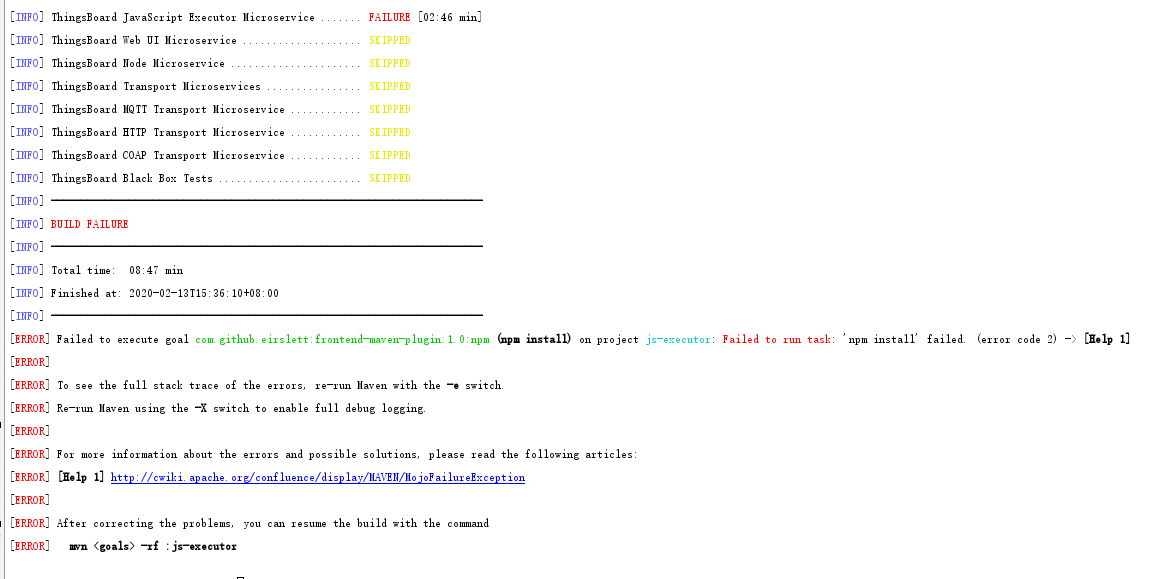 [INFO] ThingsBoard JavaScript Executor Microservice ....... FAILURE [02:46 min]
[INFO] ThingsBoard Web UI Microservice .................... SKIPPED
[INFO] ThingsBoard Node Microservice ...................... SKIPPED
[INFO] ThingsBoard Transport Microservices ................ SKIPPED
[INFO] ThingsBoard MQTT Transport Microservice ............ SKIPPED
[INFO] ThingsBoard HTTP Transport Microservice ............ SKIPPED
[INFO] ThingsBoard COAP Transport Microservice ............ SKIPPED
[INFO] ThingsBoard Black Box Tests ........................ SKIPPED
[INFO] ------------------------------------------------------------------------
[INFO] BUILD FAILURE
[INFO] ------------------------------------------------------------------------
[INFO] Total time:  08:47 min
[INFO] Finished at: 2020-02-13T15:36:10+08:00
[INFO] ------------------------------------------------------------------------
[ERROR] Failed to execute goal com.github.eirslett:frontend-maven-plugin:1.0:npm (npm install) on project js-executor: Failed to run task: 'npm install' failed. (error code 2) -> [Help 1]
[ERROR]
[ERROR] To see the full stack trace of the errors, re-run Maven with the -e switch.
[ERROR] Re-run Maven using the -X switch to enable full debug logging.
[ERROR]
[ERROR] For more information about the errors and possible solutions, please read the following articles:
[ERROR] [Help 1] http://cwiki.apache.org/confluence/display/MAVEN/MojoFailureException
[ERROR]
[ERROR] After correcting the problems, you can resume the build with the command
[ERROR]   mvn <goals> -rf :js-executor